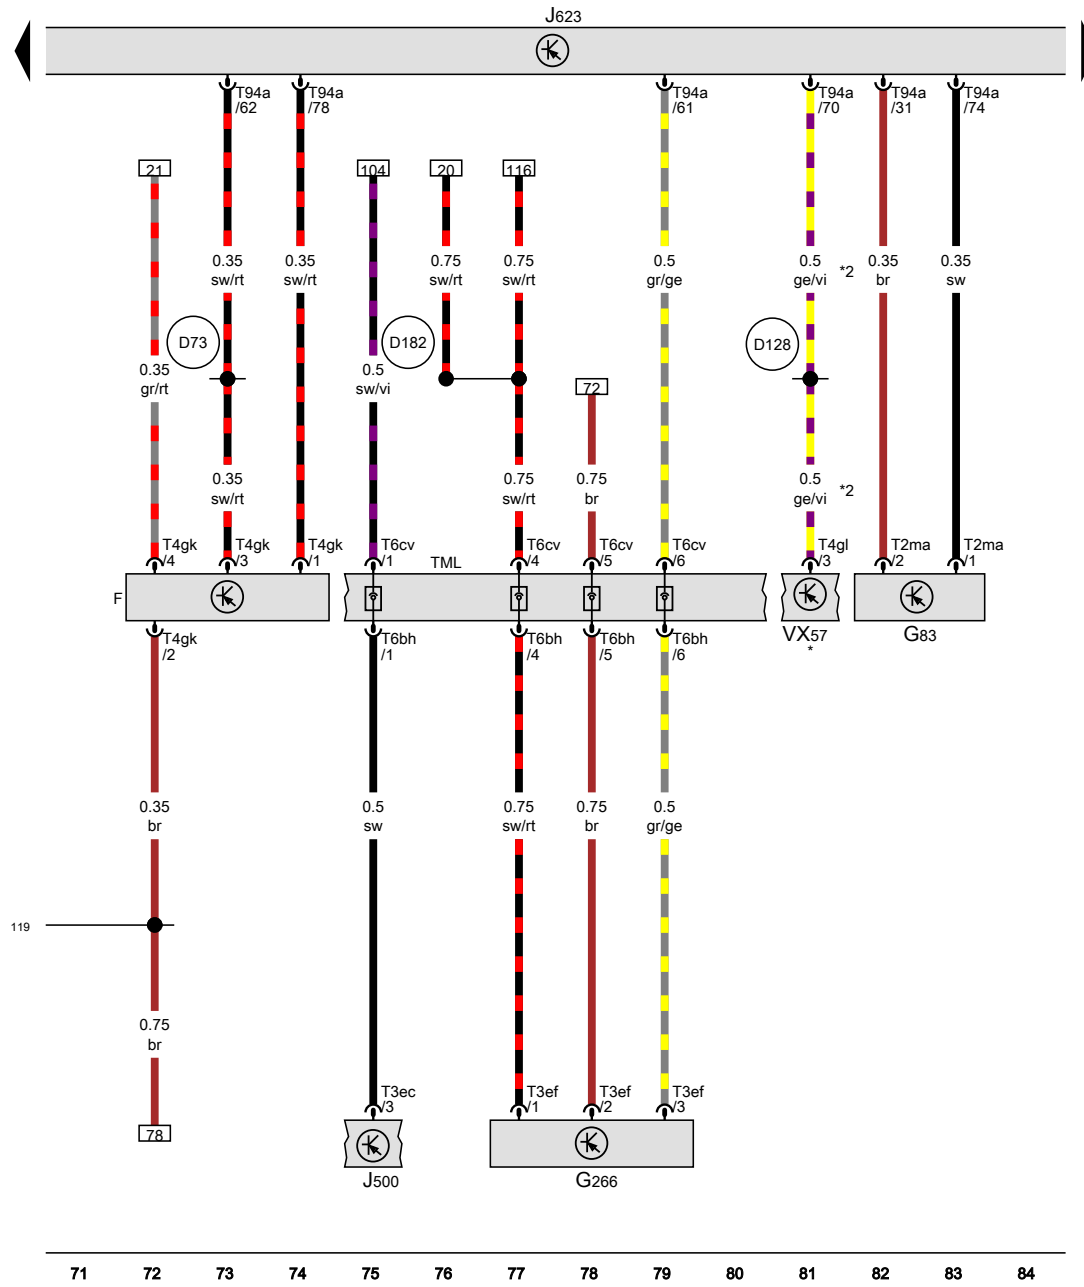 J623
T94a
/62
T94a
/78
T94a
/61
T94a
/70
T94a
/31
T94a
/74
21
104
20
116
0.35
sw/rt
0.35
sw/rt
0.75
sw/rt
0.75
sw/rt
0.5
gr/ge
0.5
ge/vi
*2
0.35
br
0.35
sw
D73
D182
D128
0.35
gr/rt
0.5
sw/vi
72
0.35
sw/rt
0.75
sw/rt
0.75
br
0.5
ge/vi
*2
T4gk
/4
T4gk
/3
T4gk
/1
T6cv
/1
TML
T6cv
/4
T6cv
/5
T6cv
/6
T4gl
/3
T2ma
/2
T2ma
/1
F
T4gk
/2
T6bh
/1
T6bh
/4
T6bh
/5
T6bh
/6
VX57
*
G83
0.35
br
0.5
sw
0.75
sw/rt
0.75
br
0.5
gr/ge
119
0.75
br
78
T3ec
/3
T3ef
/1
T3ef
/2
T3ef
/3
J500
G266
71 72 73 74 75 76 77 78 79 80 81 82 83 84